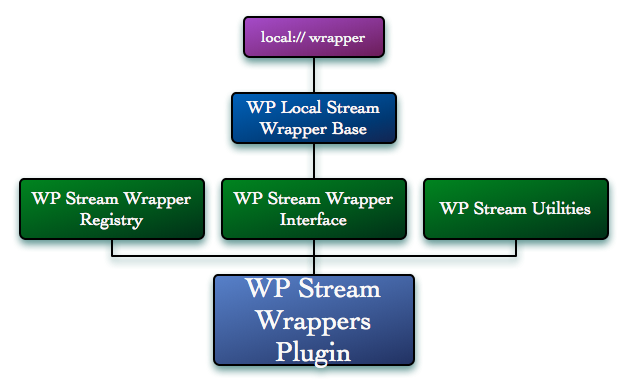 local:// wrapper
WP Local Stream
Wrapper Base
WP Stream Wrapper
Registry
WP Stream Wrapper
Interface
WP Stream Utilities
WP Stream
Wrappers
Plugin